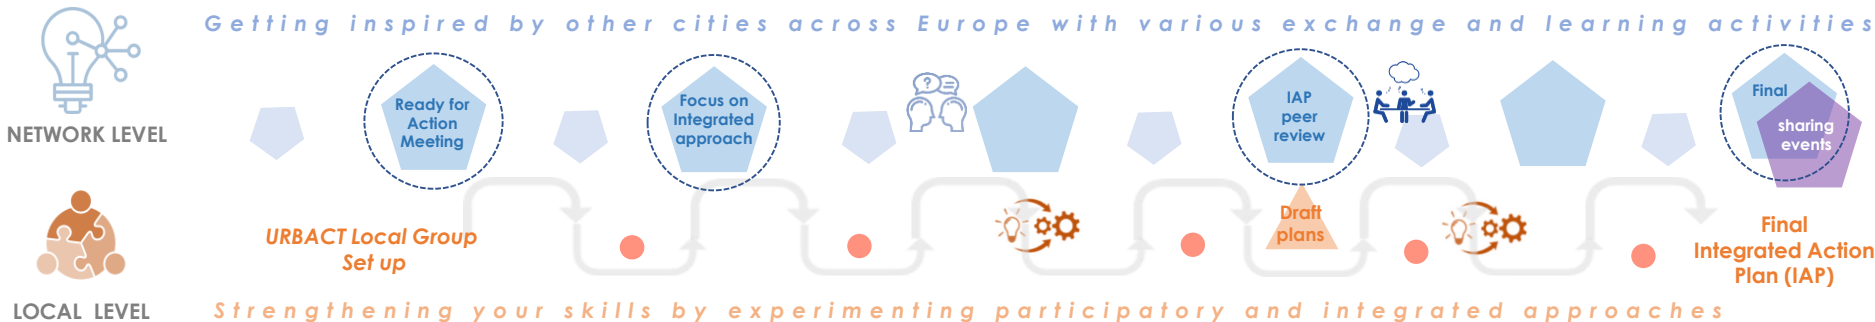 Getting inspired by other cities across Europe with various exchange and learning activities
NETWORK LEVEL
Ready for
Action
Meeting
Focus on
Integrated
approach
?
IAP
peer
review
Final
sharing
events
LOCAL LEVEL
URBACT Local Group
Set up
Draft
plans
Final
Integrated Action
Plan (IAP)
Strengthening your skills by experimenting participatory and integrated approaches